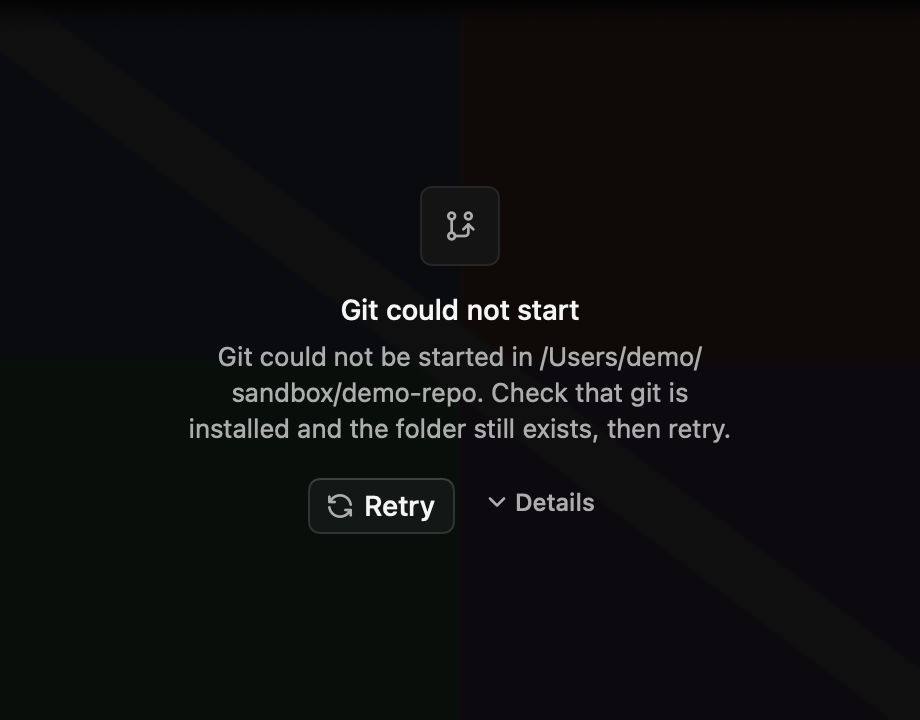 Git could not start
Git could not be started in /Users/demo/
sandbox/demo-repo. Check that git is
installed and the folder still exists, then retry.
Retry
Details